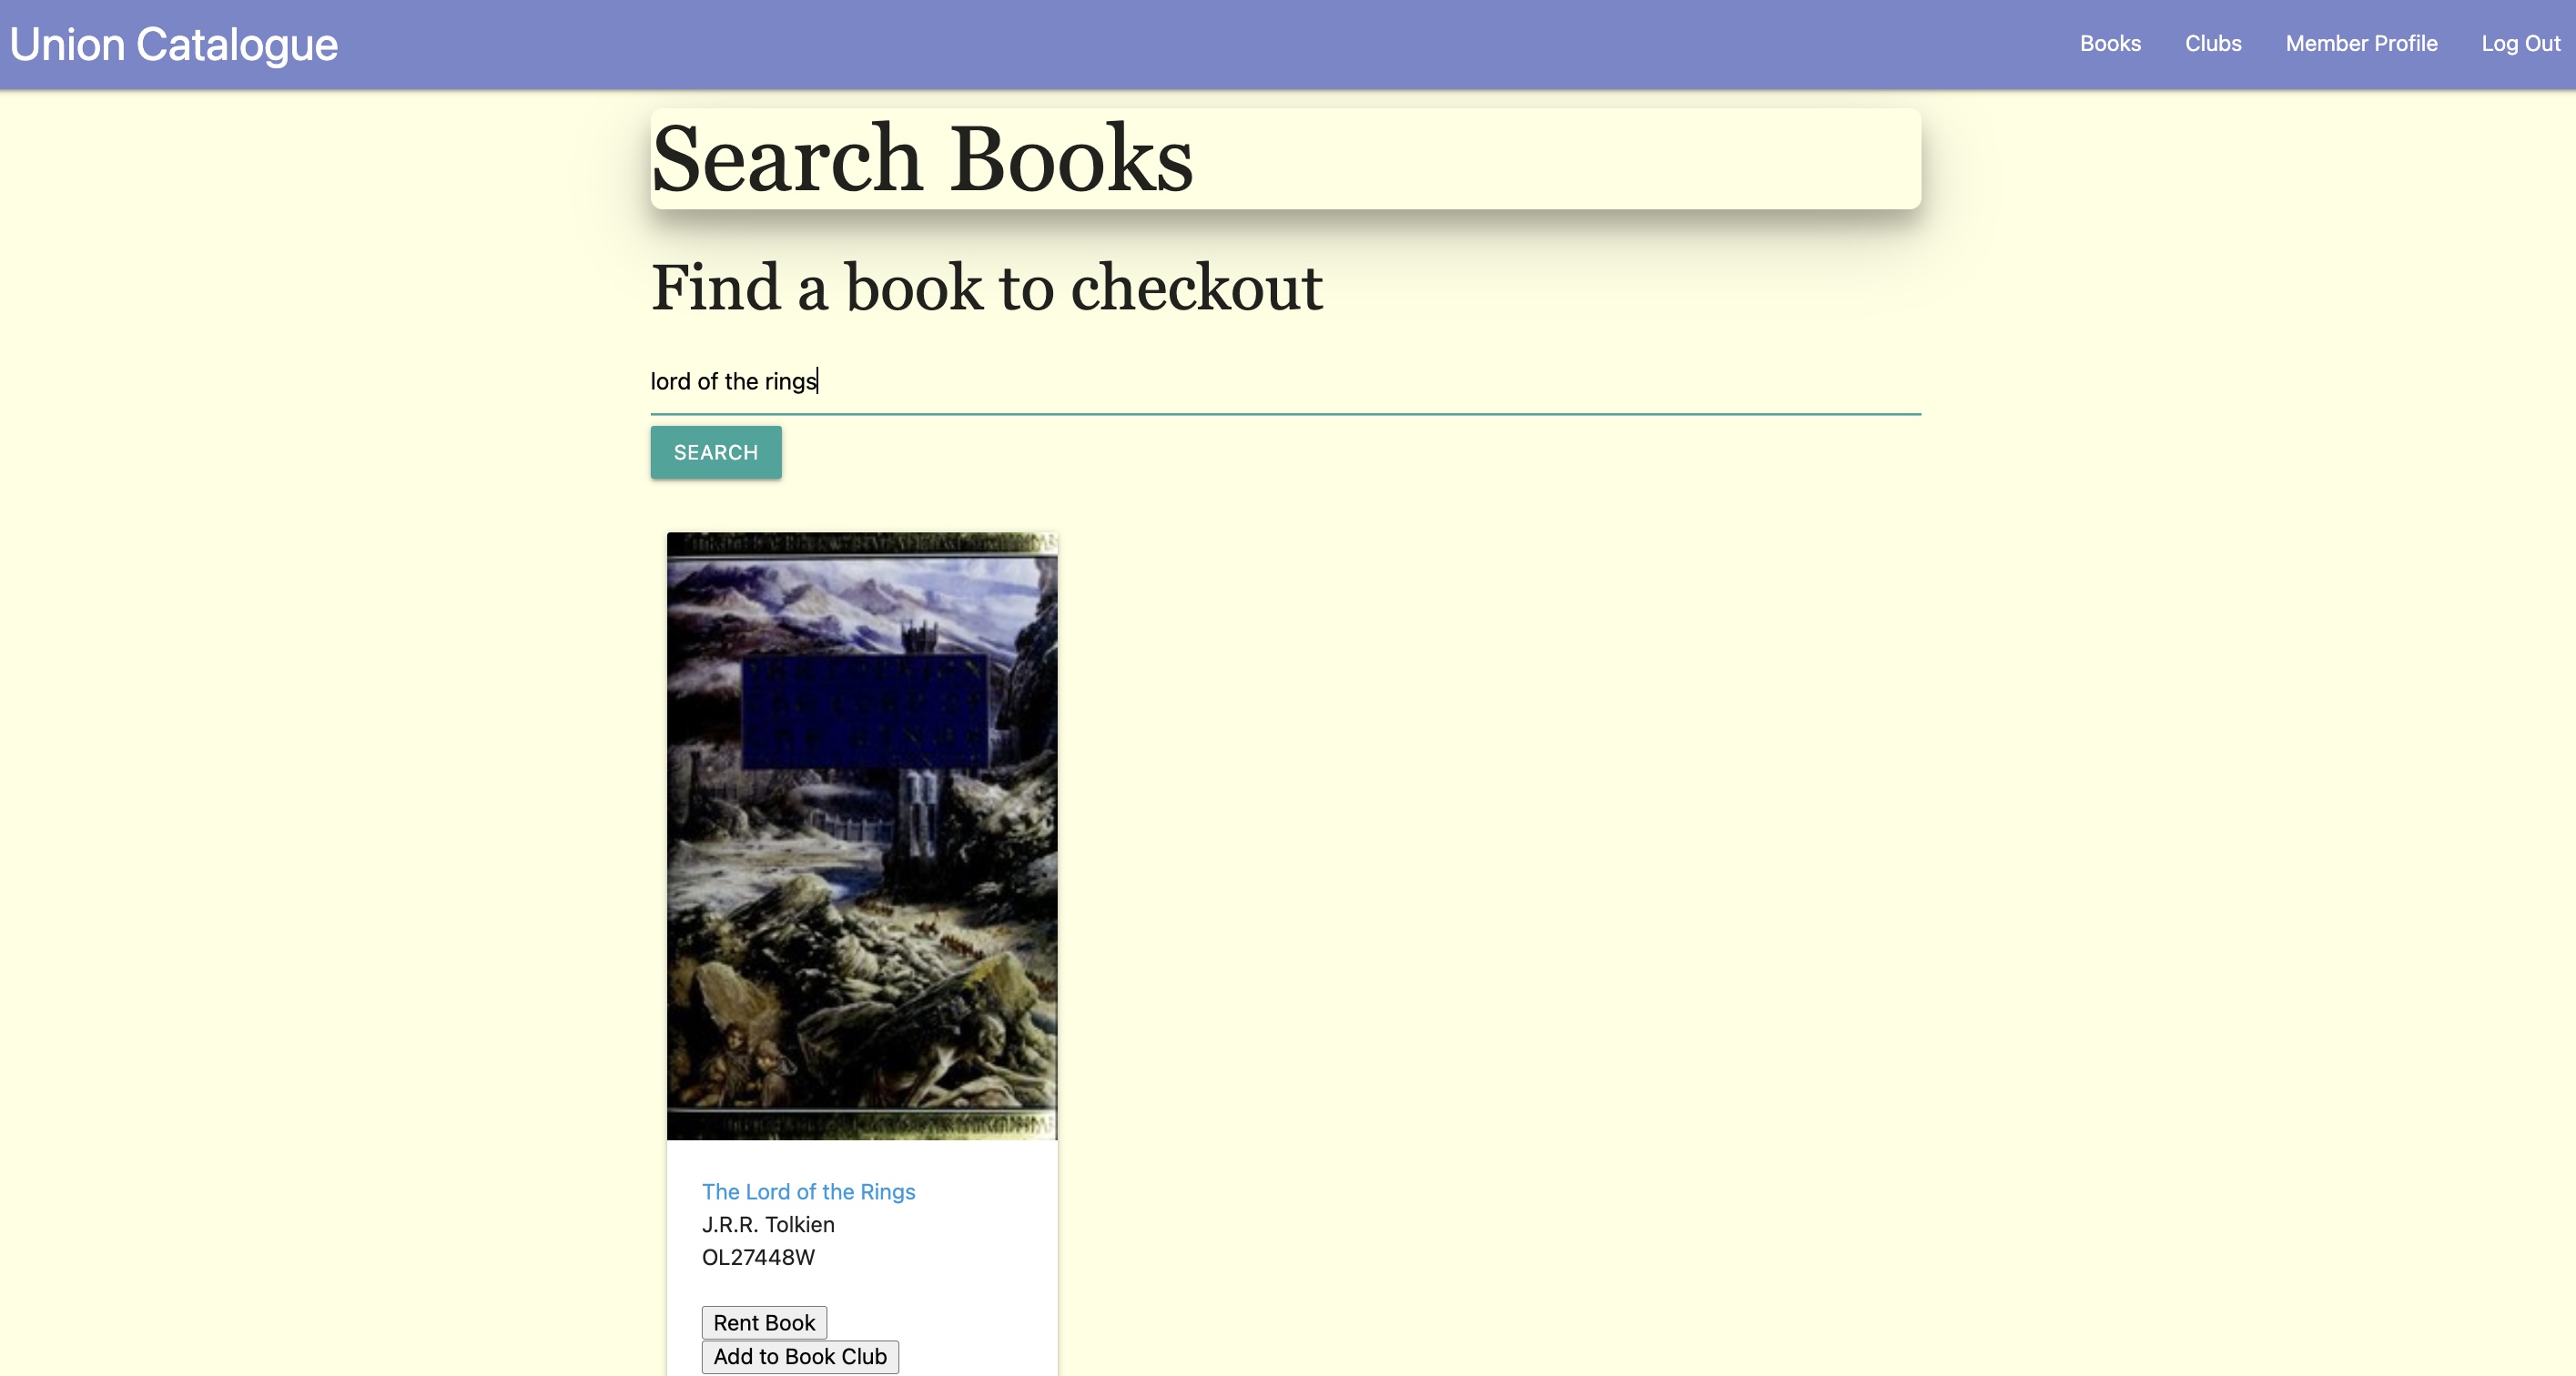 Union Catalogue
Books Clubs Member Profile Log Out
Search Books
Find a book to checkout
lord of the rings
SEARCH
The Lord of the Rings
J.R.R. Tolkien
OL27448W
Rent Book
Add to Book Club